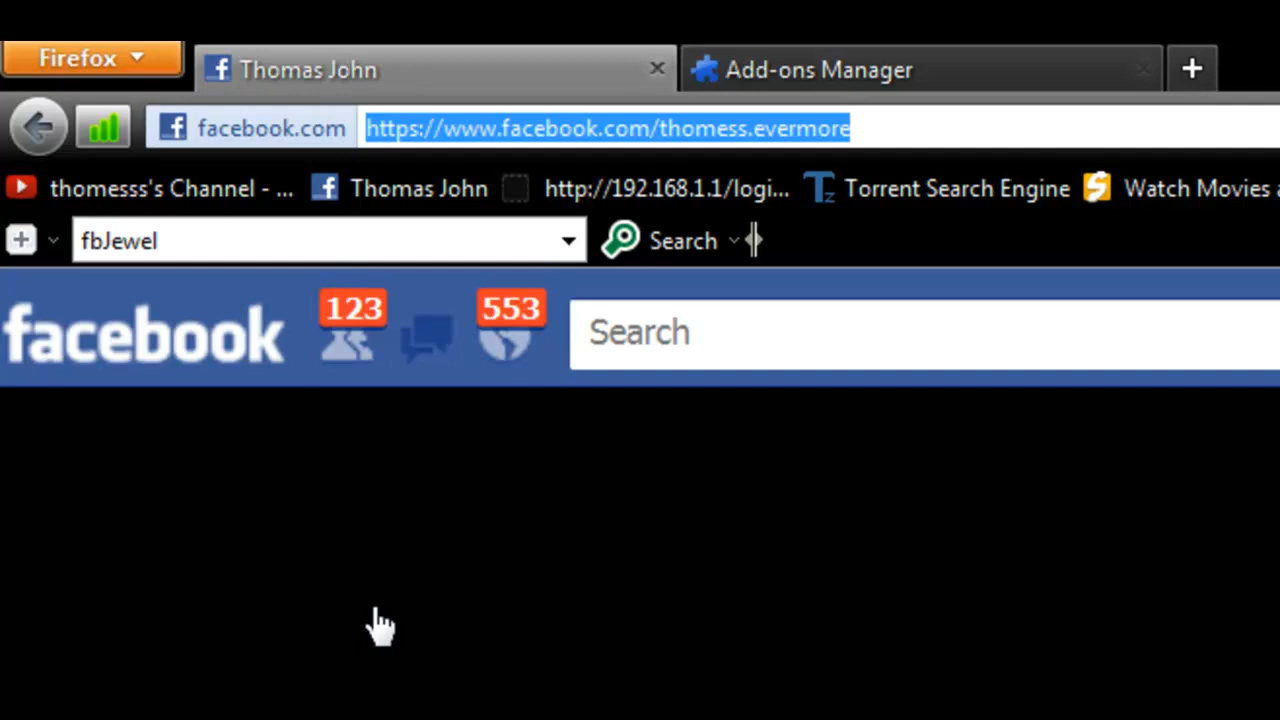 Firefox
Thomas John
Add-ons Manager
facebook.com
https://www.facebook.com/thomess.evermore
thomesss's Channel - ...
Thomas John
http://192.168.1.1/logi...
Torrent Search Engine
Watch Movies a
fbJewel
Search
facebook
123
553
Search